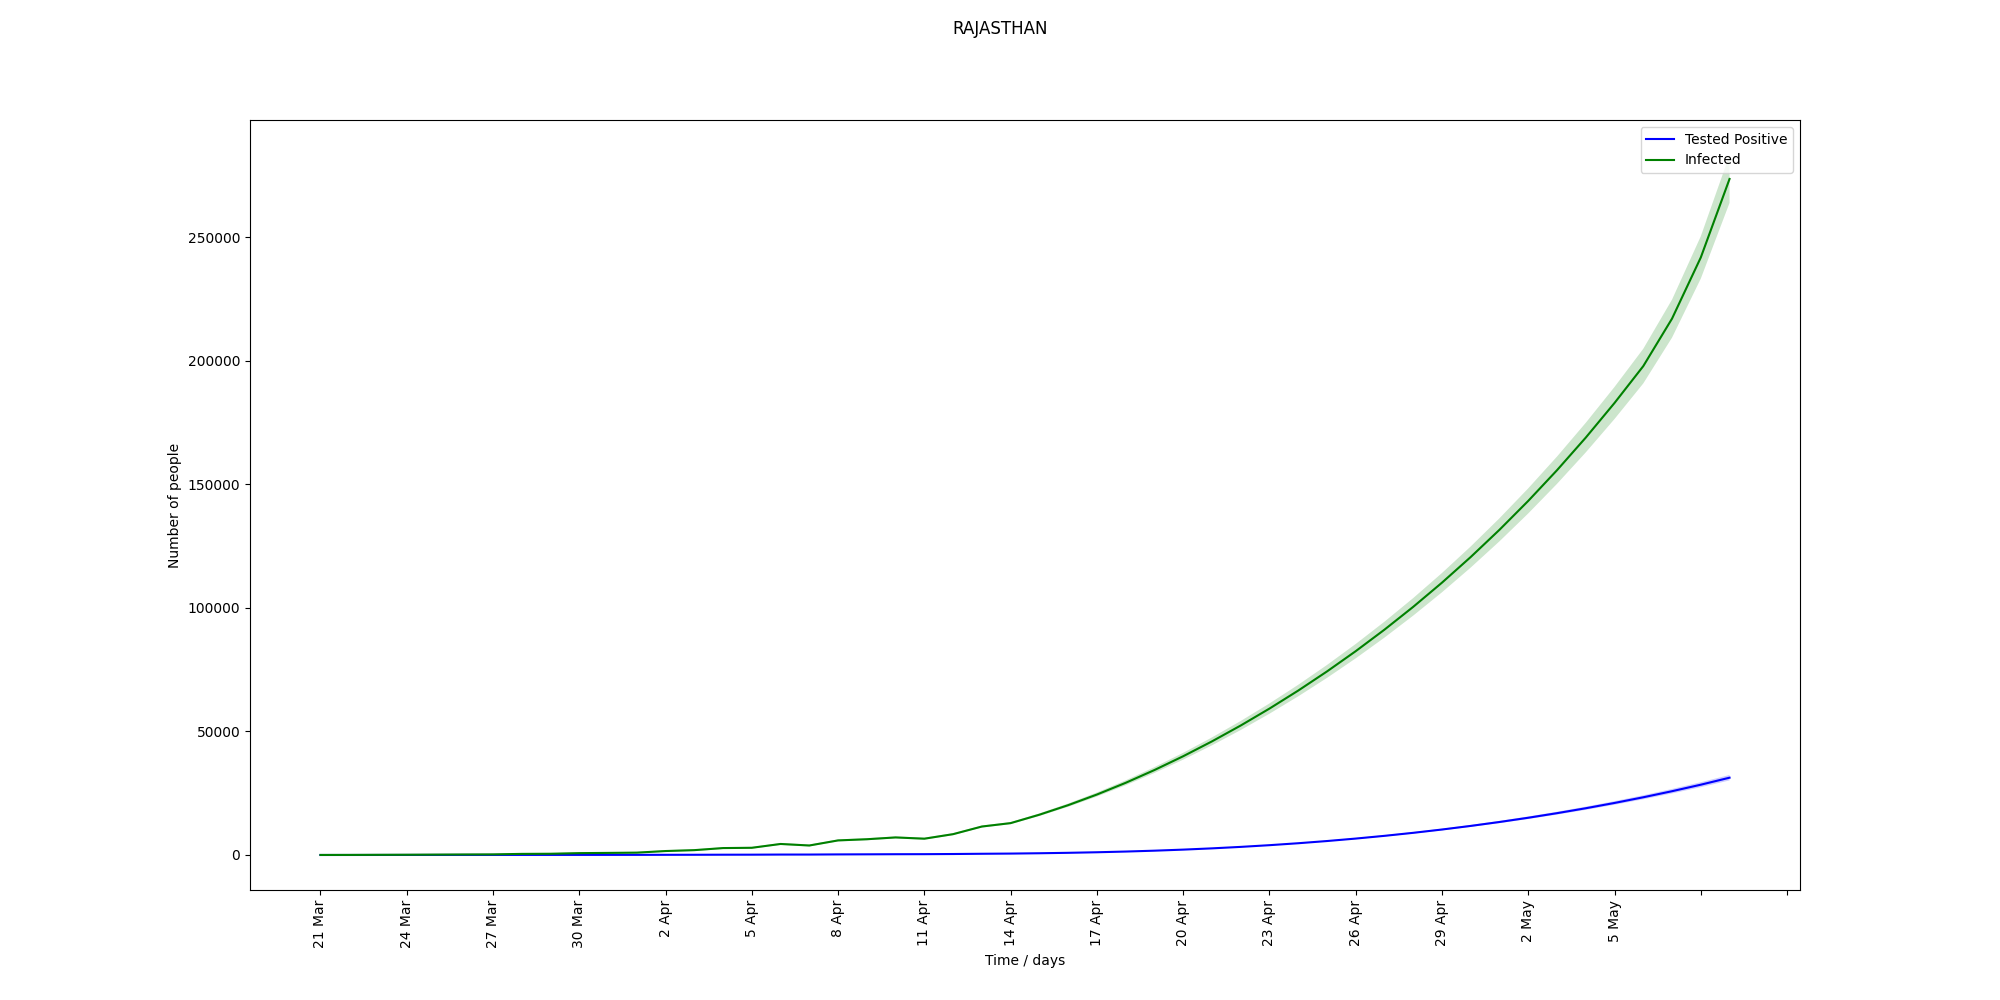 RAJASTHAN
Tested Positive
Infected
250000
200000
150000
100000
50000
0
Number of people
21 Mar
24 Mar
27 Mar
30 Mar
2 Apr
5 Apr
8 Apr
11 Apr
14 Apr
17 Apr
20 Apr
23 Apr
26 Apr
29 Apr
2 May
5 May
Time / days